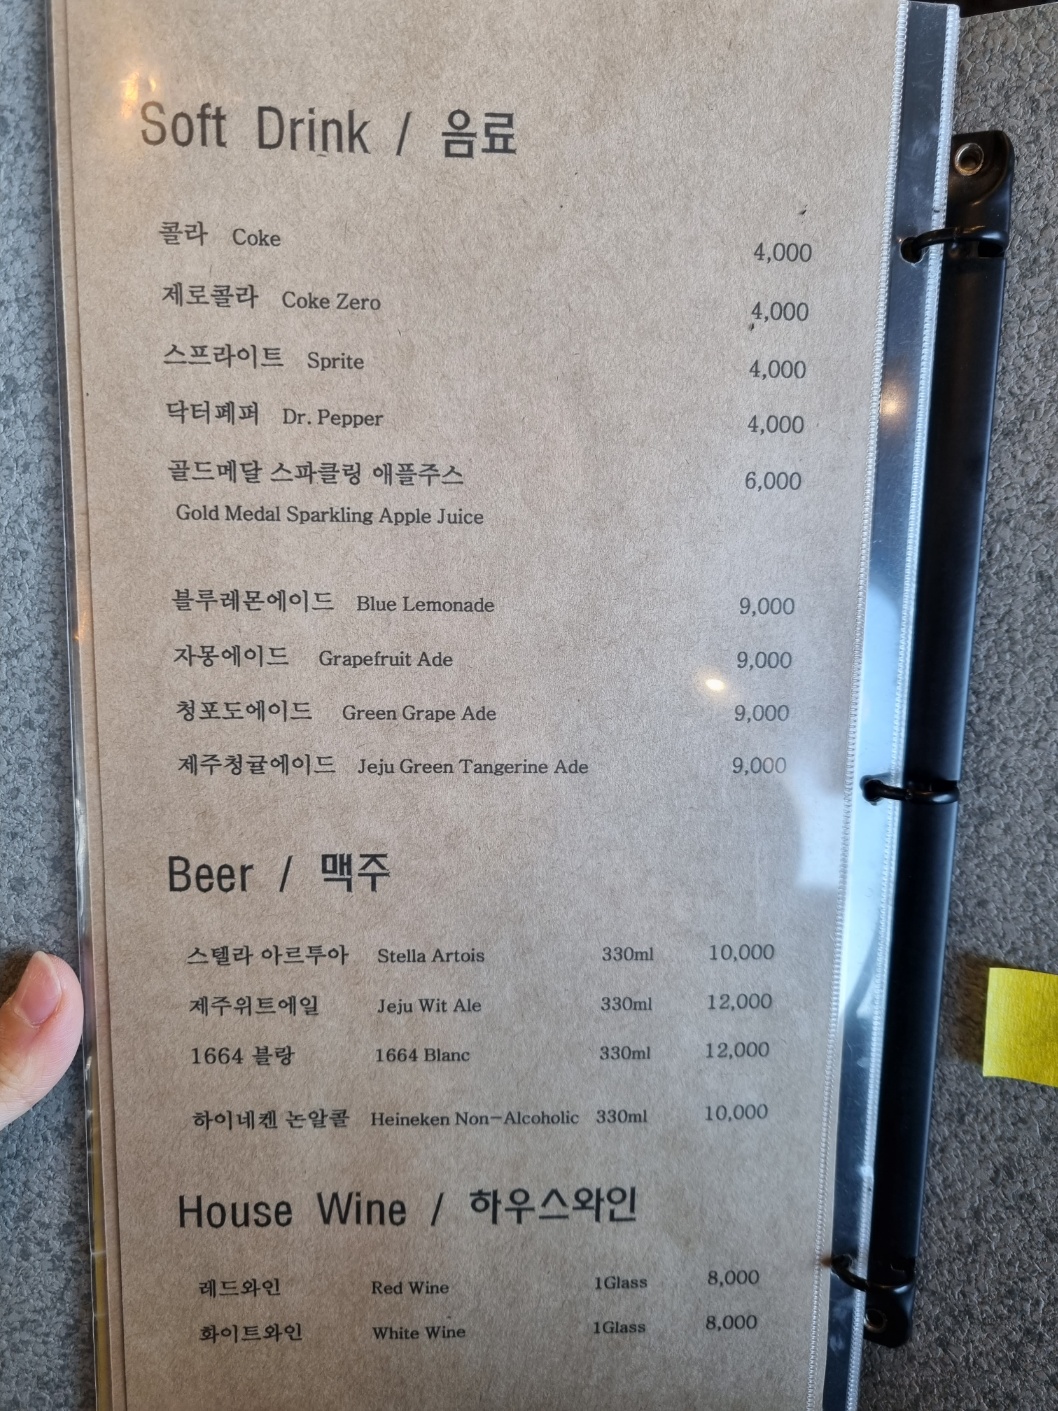 Soft Drink / 음료
콜라 Coke 4,000
제로콜라 Coke Zero 4,000
스프라이트 Sprite 4,000
닥터페퍼 Dr. Pepper 4,000
골드메달 스파클링 애플주스 6,000
Gold Medal Sparkling Apple Juice
블루레몬에이드 Blue Lemonade 9,000
자몽에이드 Grapefruit Ade 9,000
청포도에이드 Green Grape Ade 9,000
제주청귤에이드 Jeju Green Tangerine Ade 9,000
Beer / 맥주
스텔라 아르투아 Stella Artois 330ml 10,000
제주위트에일 Jeju Wit Ale 330ml 12,000
1664 블랑 1664 Blanc 330ml 12,000
하이네켄 논알콜 Heineken Non-Alcoholic 330ml 10,000
House Wine / 하우스와인
레드와인 Red Wine 1Glass 8,000
화이트와인 White Wine 1Glass 8,000